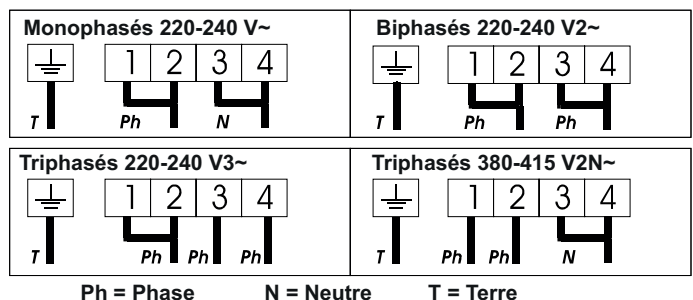 Monophasés 220-240 V~
1 2 3 4
T Ph N
Biphasés 220-240 V2~
1 2 3 4
T Ph Ph
Triphasés 220-240 V3~
1 2 3 4
T Ph Ph Ph
Triphasés 380-415 V2N~
1 2 3 4
T Ph Ph N
Ph = Phase N = Neutre T = Terre